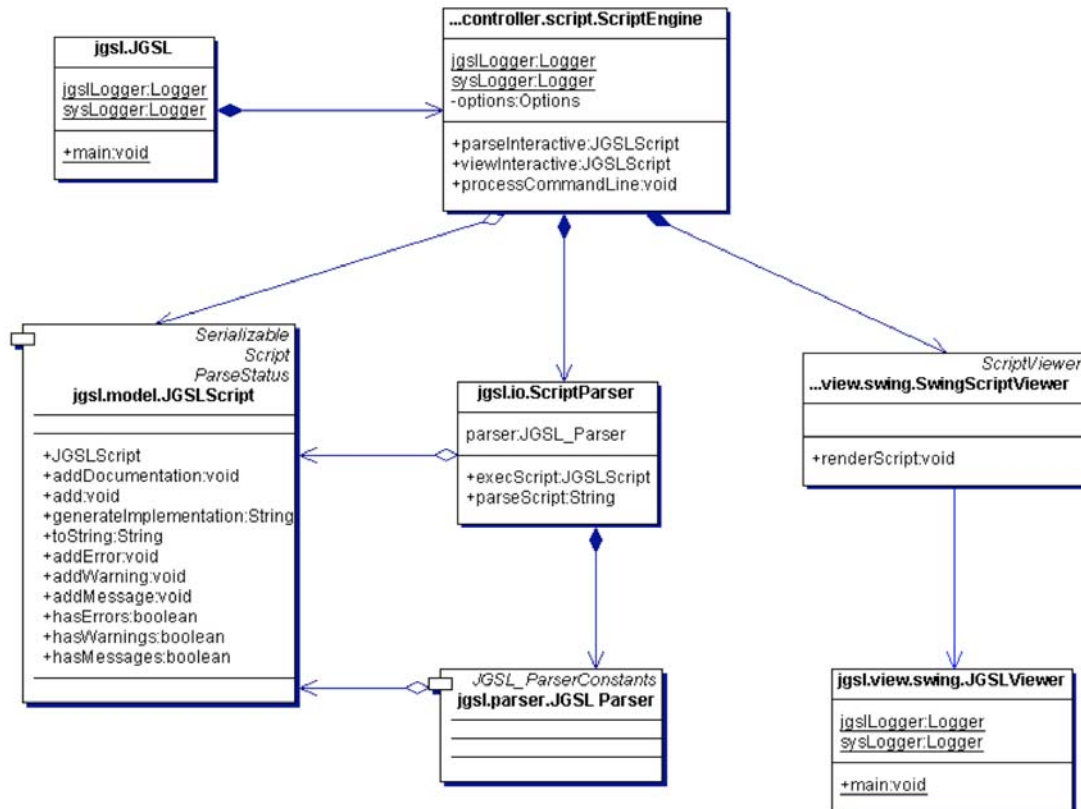 jgsl.JGSL
jgslLogger:Logger
sysLogger:Logger
+main:void
...controller.script.ScriptEngine
jgslLogger:Logger
sysLogger:Logger
-options:Options
+parseInteractive:JGSLScript
+viewInteractive:JGSLScript
+processCommandLine:void
Serializable
Script
ParseStatus
jgsl.model.JGSLScript
+JGSLScript
+addDocumentation:void
+add:void
+generateImplementation:String
+toString:String
+addError:void
+addWarning:void
+addMessage:void
+hasErrors:boolean
+hasWarnings:boolean
+hasMessages:boolean
jgsl.io.ScriptParser
parser:JGSL_Parser
+execScript:JGSLScript
+parseScript:String
ScriptViewer
...view.swing.SwingScriptViewer
+renderScript:void
JGSL_ParserConstants
jgsl.parser.JGSL Parser
jgsl.view.swing.JGSLViewer
jgslLogger:Logger
sysLogger:Logger
+main:void